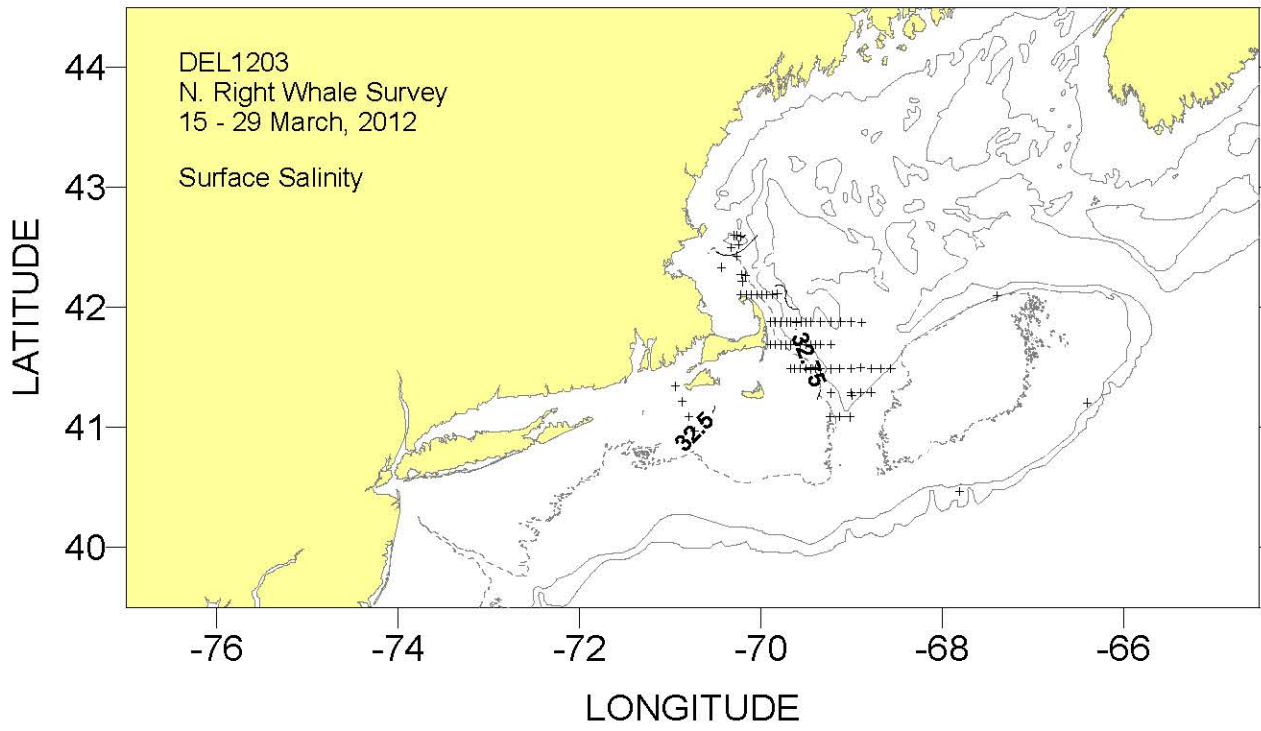 DEL1203
N. Right Whale Survey
15 - 29 March, 2012
Surface Salinity
44
43
42
41
40
LATITUDE
32.75
32.5
-76 -74 -72 -70 -68 -66
LONGITUDE